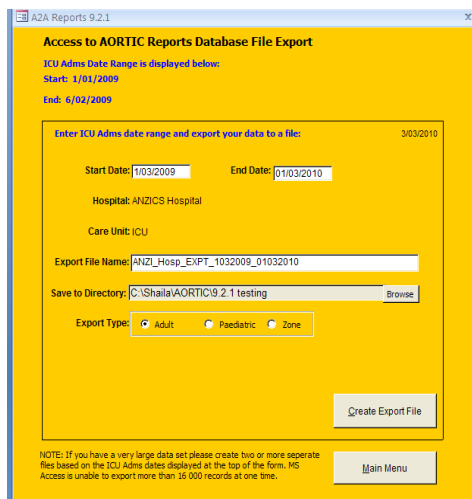 A2A Reports 9.2.1
x
Access to AORTIC Reports Database File Export
ICU Adms Date Range is displayed below:
Start: 1/01/2009
End: 6/02/2009
Enter ICU Adms date range and export your data to a file:
3/03/2010
Start Date: 1/03/2009 End Date: 01/03/2010
Hospital: ANZICS Hospital
Care Unit: ICU
Export File Name: ANZI_Hosp_EXPT_1032009_01032010
Save to Directory: C:\Shaila\AORTIC\9.2.1 testing Browse
Export Type: Adult Paediatric Zone
Create Export File
NOTE: If you have a very large data set please create two or more seperate
files based on the ICU Adms dates displayed at the top of the form. MS
Access is unable to export more than 16 000 records at one time.
Main Menu